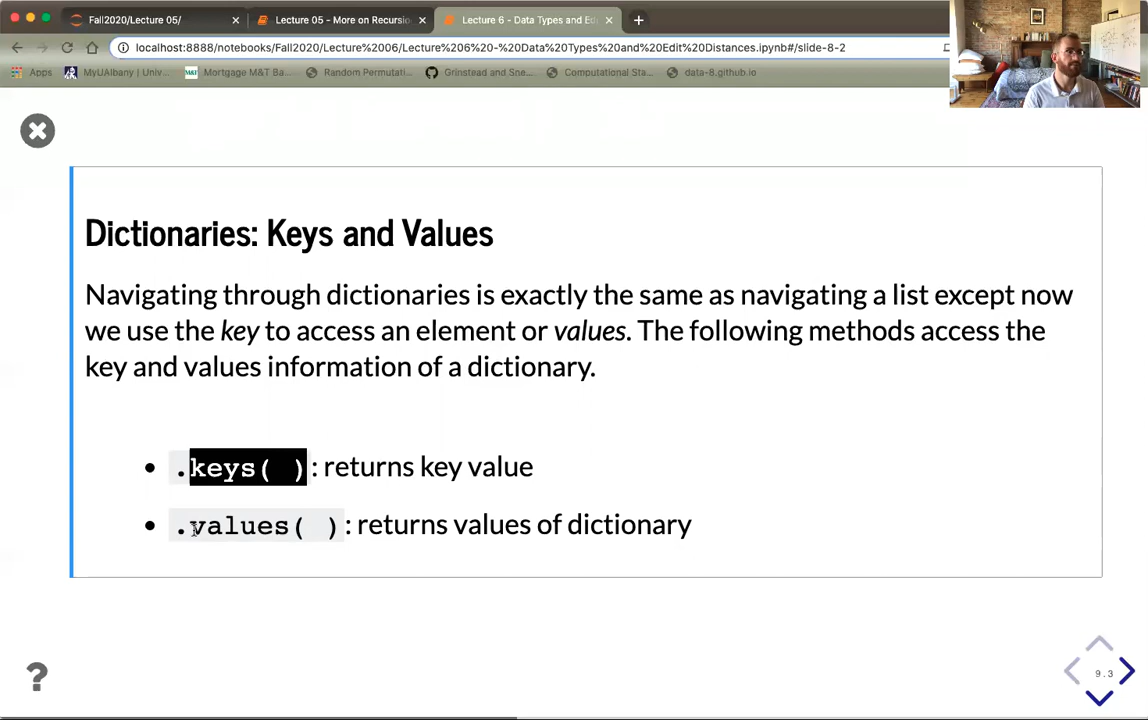 Fall2020/Lecture 05/
Lecture 05 - More on Recursio
Lecture 6 - Data Types and Ed
localhost:8888/notebooks/Fall2020/Lecture%2006/Lecture%206%20-%20Data%20Types%20and%20Edit%20Distances.ipynb#/slide-8-2
Apps
MyUAlbany | Univ...
M&T
Mortgage M&T Ba...
Random Permutati...
Grinstead and Sne...
Computational Sta...
data-8.github.io
Dictionaries: Keys and Values
Navigating through dictionaries is exactly the same as navigating a list except now
we use the key to access an element or values. The following methods access the
key and values information of a dictionary.
• .keys( ): returns key value
• .values( ): returns values of dictionary
?
9.3